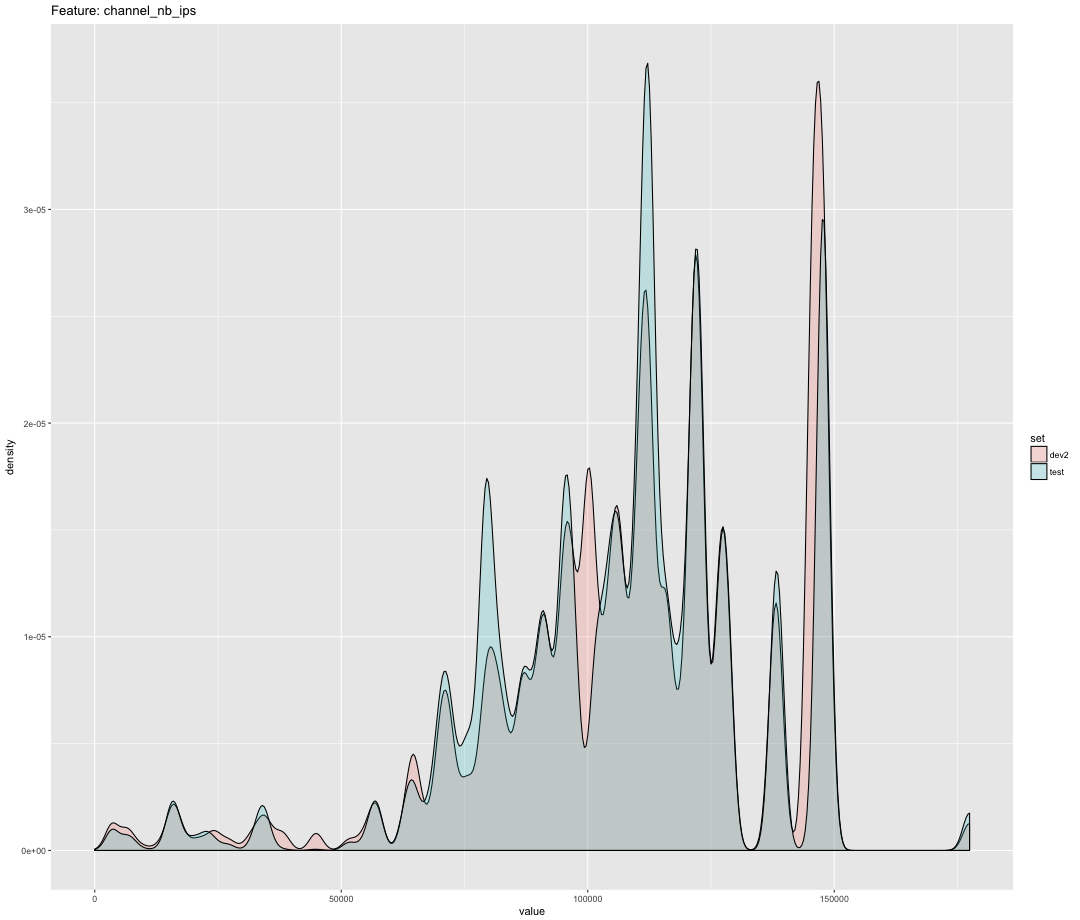 Feature: channel_nb_ips
density
3e-05
2e-05
1e-05
0e+00
0 50000 100000 150000
value
set
dev2
test